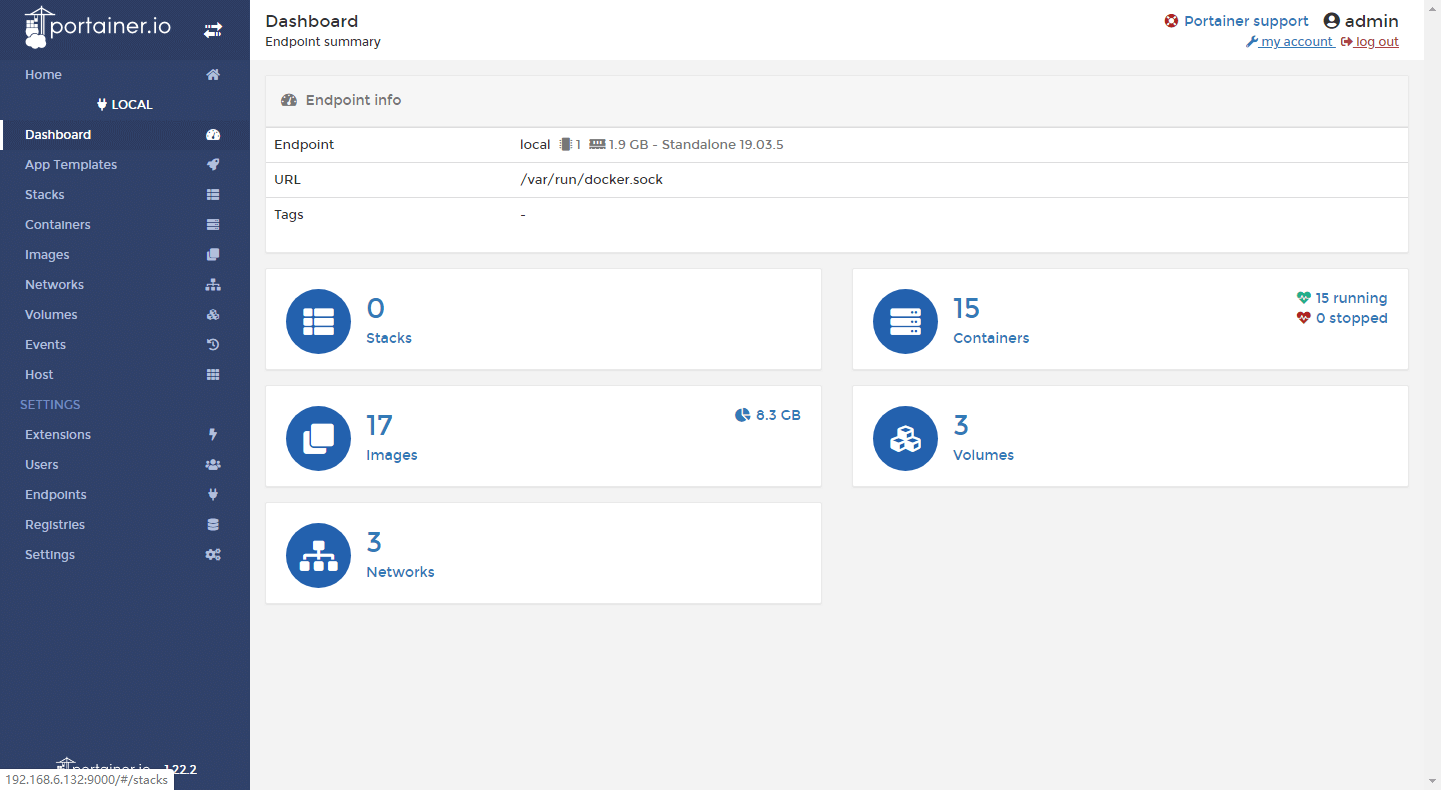 portainer.io
Home
LOCAL
Dashboard
App Templates
Stacks
Containers
Images
Networks
Volumes
Events
Host
SETTINGS
Extensions
Users
Endpoints
Registries
Settings
portainer.io 1.22.2
192.168.6.132:9000/#/stacks
Dashboard
Endpoint summary
Portainer support admin
my account log out
Endpoint info
Endpoint local 1 1.9 GB - Standalone 19.03.5
URL /var/run/docker.sock
Tags -
0
Stacks
15
Containers
15 running
0 stopped
17
Images
8.3 GB
3
Volumes
3
Networks